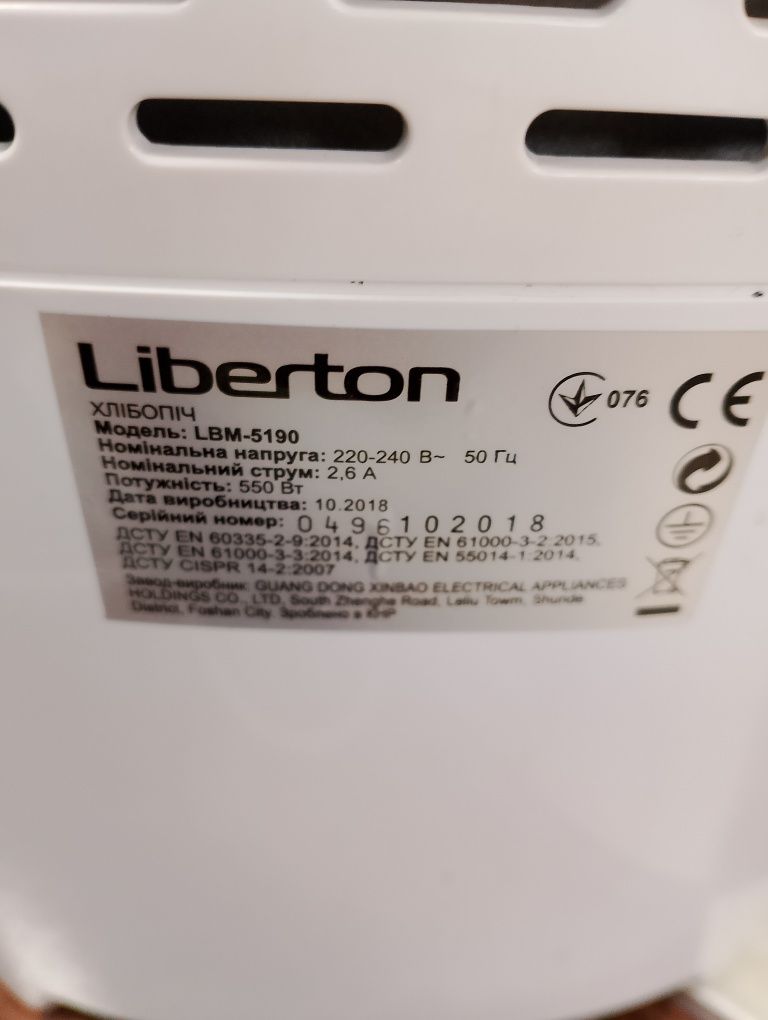 Liberton
ХЛІБОПІЧ
Модель: LBM-5190
Номінальна напруга: 220-240 В~ 50 Гц
Номінальний струм: 2,6 А
Потужність: 550 Вт
Дата виробництва: 10.2018
Серійний номер: 0496102018
ДСТУ EN 60335-2-9:2014, ДСТУ EN 61000-3-2:2015,
ДСТУ EN 61000-3-3:2014, ДСТУ EN 55014-1:2014,
ДСТУ CISPR 14-2:2007
Завод-виробник: GUANG DONG XINBAO ELECTRICAL APPLIANCES
HOLDINGS CO., LTD, South Zhenghe Road, Leliu Towm, Shunde
District, Foshan City. Зроблено в КНР
076
CE